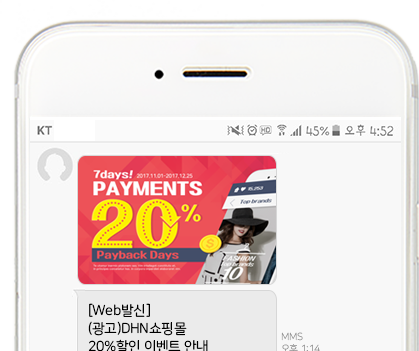 KT
HD
45%
오후 4:52
7days! 2017.11.01-2017.12.25
PAYMENTS
20%
Payback Days
Top brands
FASHION
10
[Web발신]
(광고)DHN쇼핑몰
20%할인 이벤트 안내
MMS
오후 1:14